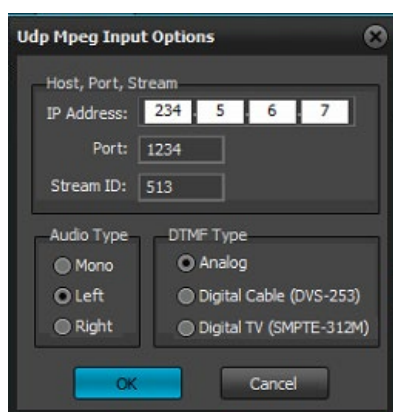 Udp Mpeg Input Options
Host, Port, Stream
IP Address: 234 . 5 . 6 . 7
Port: 1234
Stream ID: 513
Audio Type
Mono
Left
Right
DTMF Type
Analog
Digital Cable (DVS-253)
Digital TV (SMPTE-312M)
OK Cancel